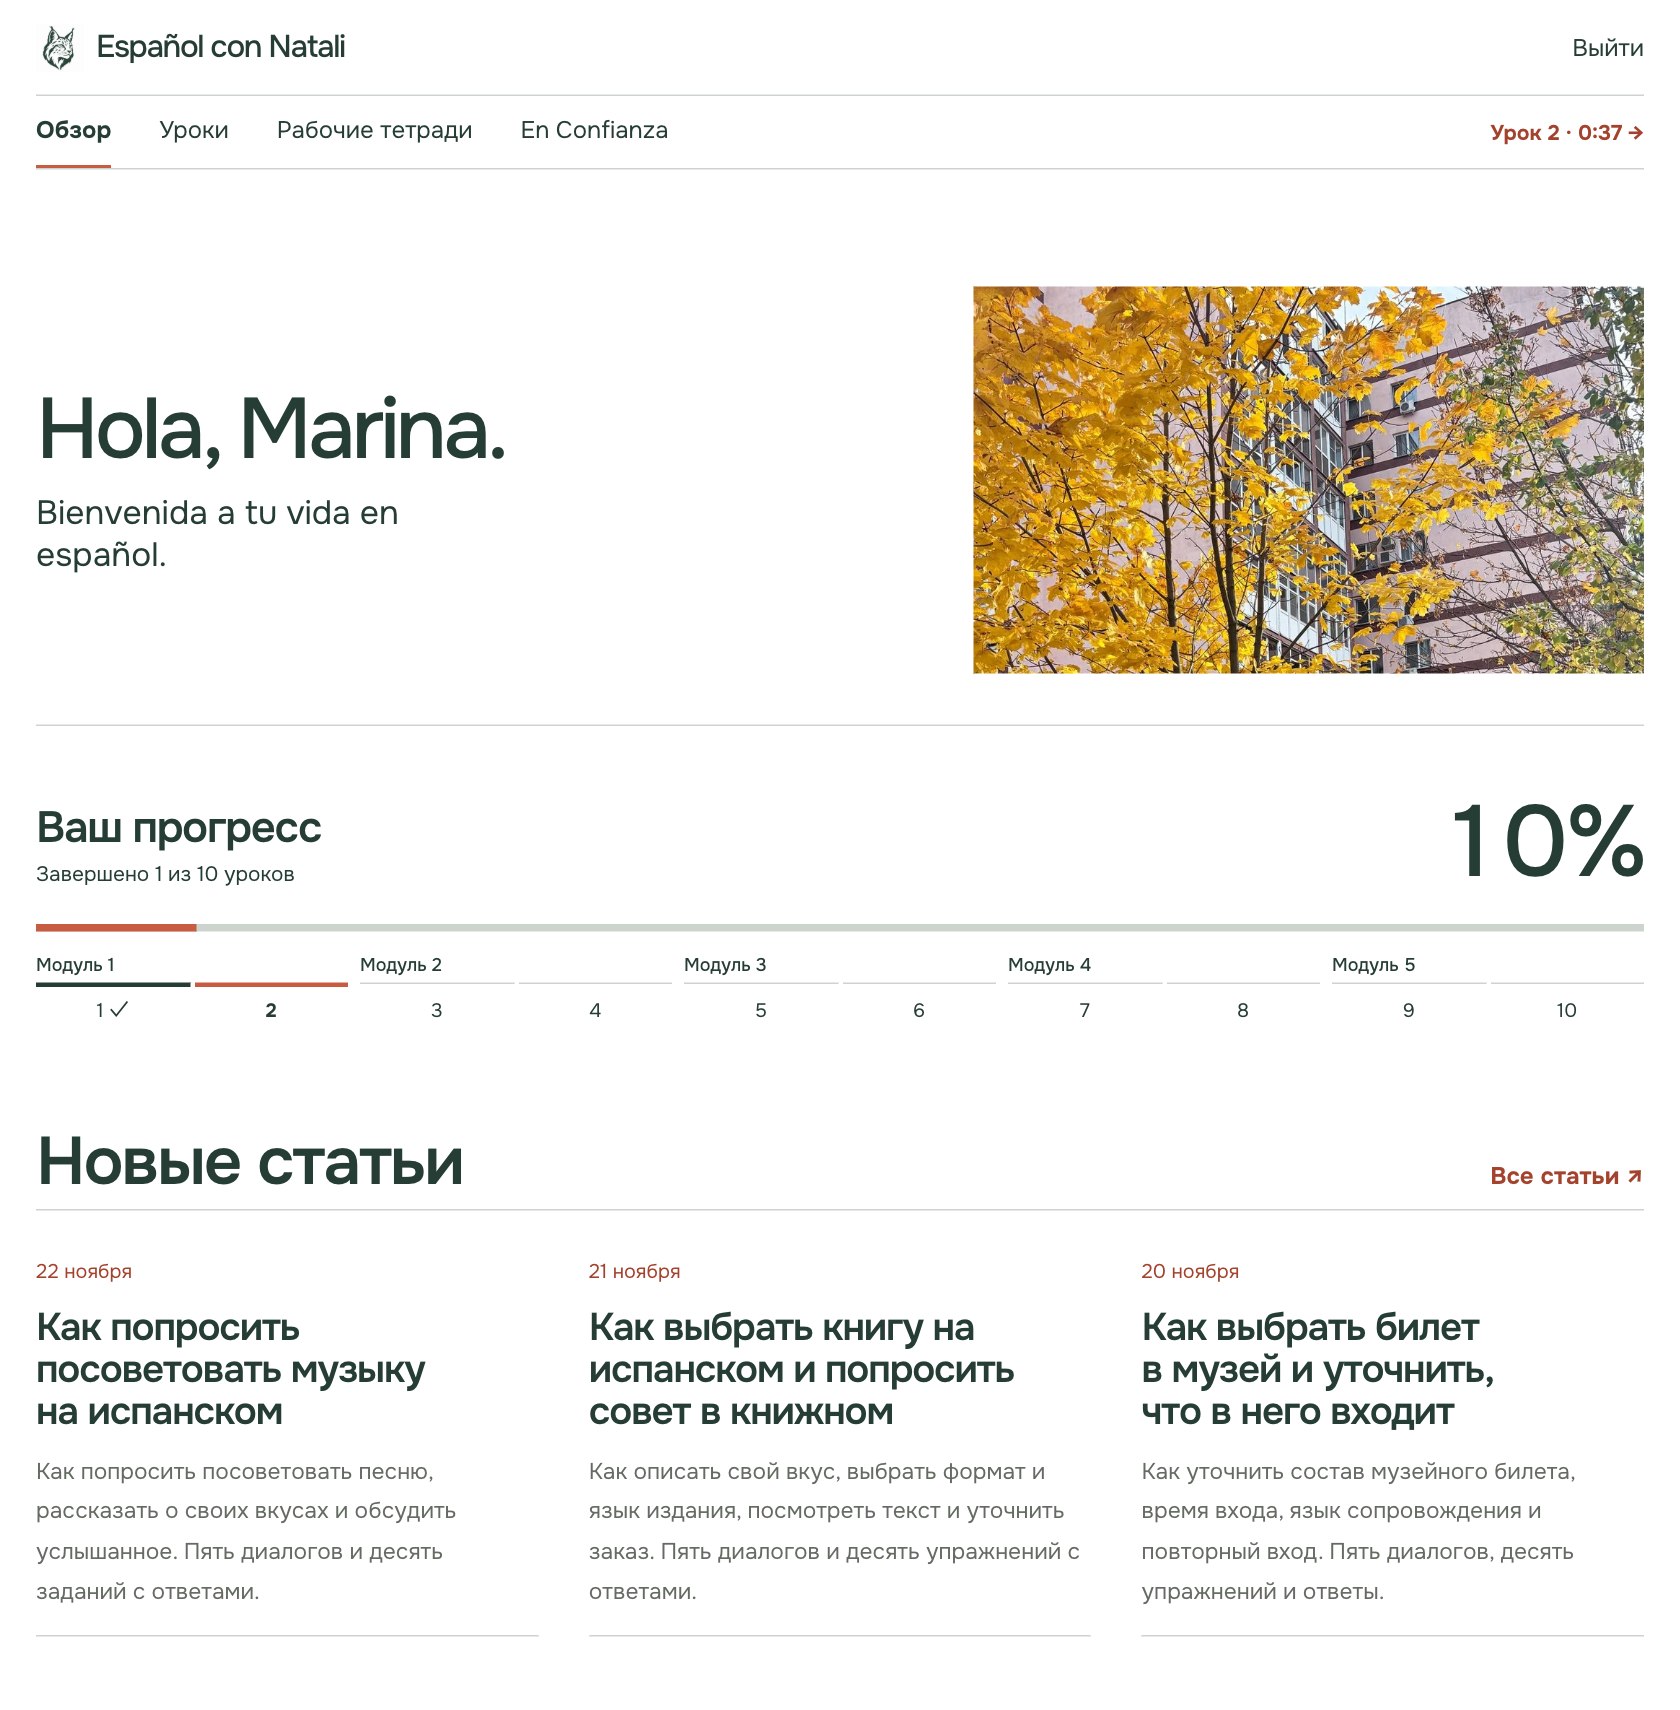 Español con Natali
Выйти
Обзор
Уроки
Рабочие тетради
En Confianza
Урок 2 · 0:37 →
Hola, Marina.
Bienvenida a tu vida en
español.
Ваш прогресс
Завершено 1 из 10 уроков
10%
Модуль 1
Модуль 2
Модуль 3
Модуль 4
Модуль 5
1 ✓
2
3
4
5
6
7
8
9
10
Новые статьи
Все статьи ↗
22 ноября
Как попросить
посоветовать музыку
на испанском
Как попросить посоветовать песню,
рассказать о своих вкусах и обсудить
услышанное. Пять диалогов и десять
заданий с ответами.
21 ноября
Как выбрать книгу на
испанском и попросить
совет в книжном
Как описать свой вкус, выбрать формат и
язык издания, посмотреть текст и уточнить
заказ. Пять диалогов и десять упражнений с
ответами.
20 ноября
Как выбрать билет
в музей и уточнить,
что в него входит
Как уточнить состав музейного билета,
время входа, язык сопровождения и
повторный вход. Пять диалогов, десять
упражнений и ответы.